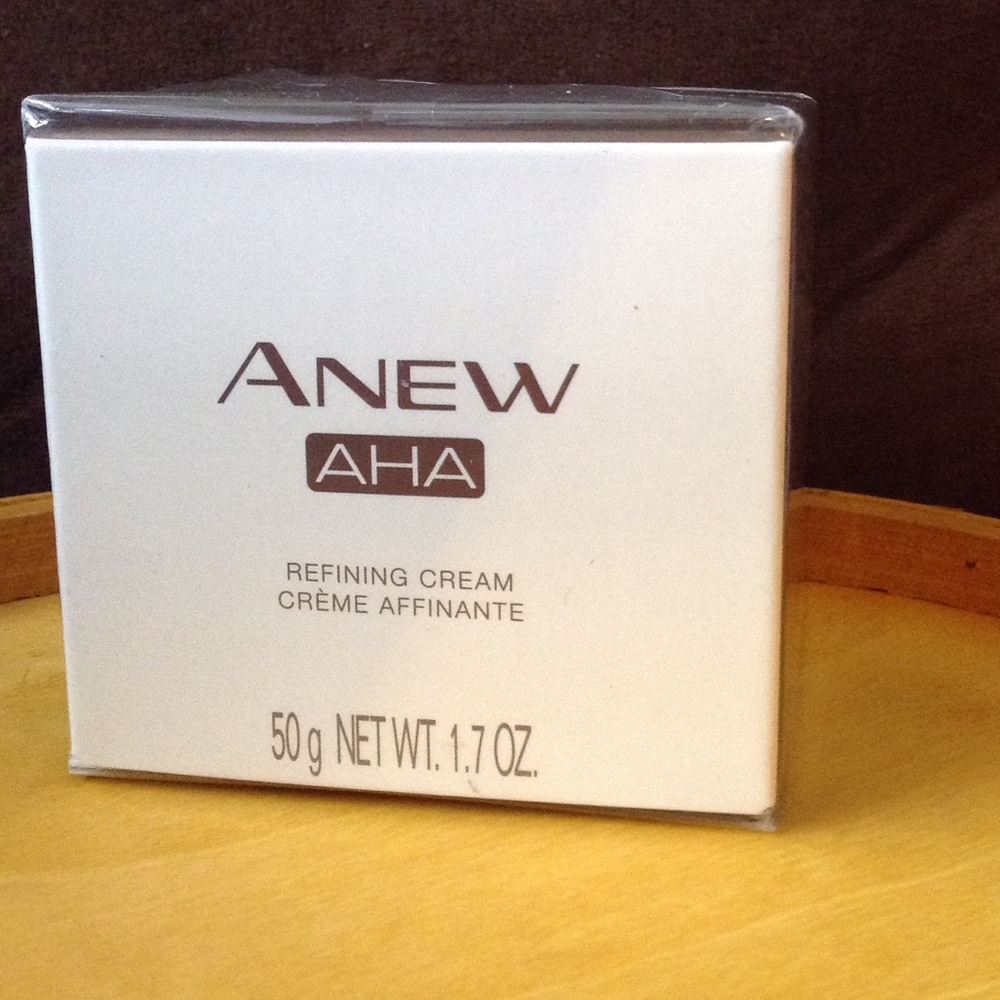 ANEW
AHA
REFINING CREAM
CRÈME AFFINANTE
50 g NET WT. 1.7 OZ.